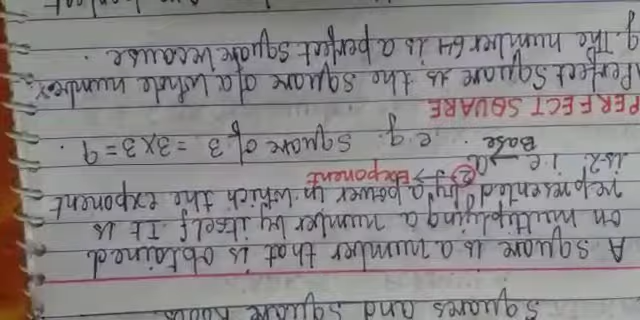 Squares and Square Roots
A square is a number that is obtained
on multiplying a number by itself. It is
represented by a power in which the exponent
is 2. i.e. a² → Exponent
Base
e.g. Square of 3 = 3×3 = 9.
PERFECT SQUARE
Perfect Square is the square of a whole number
g. The number 64 is a perfect square because